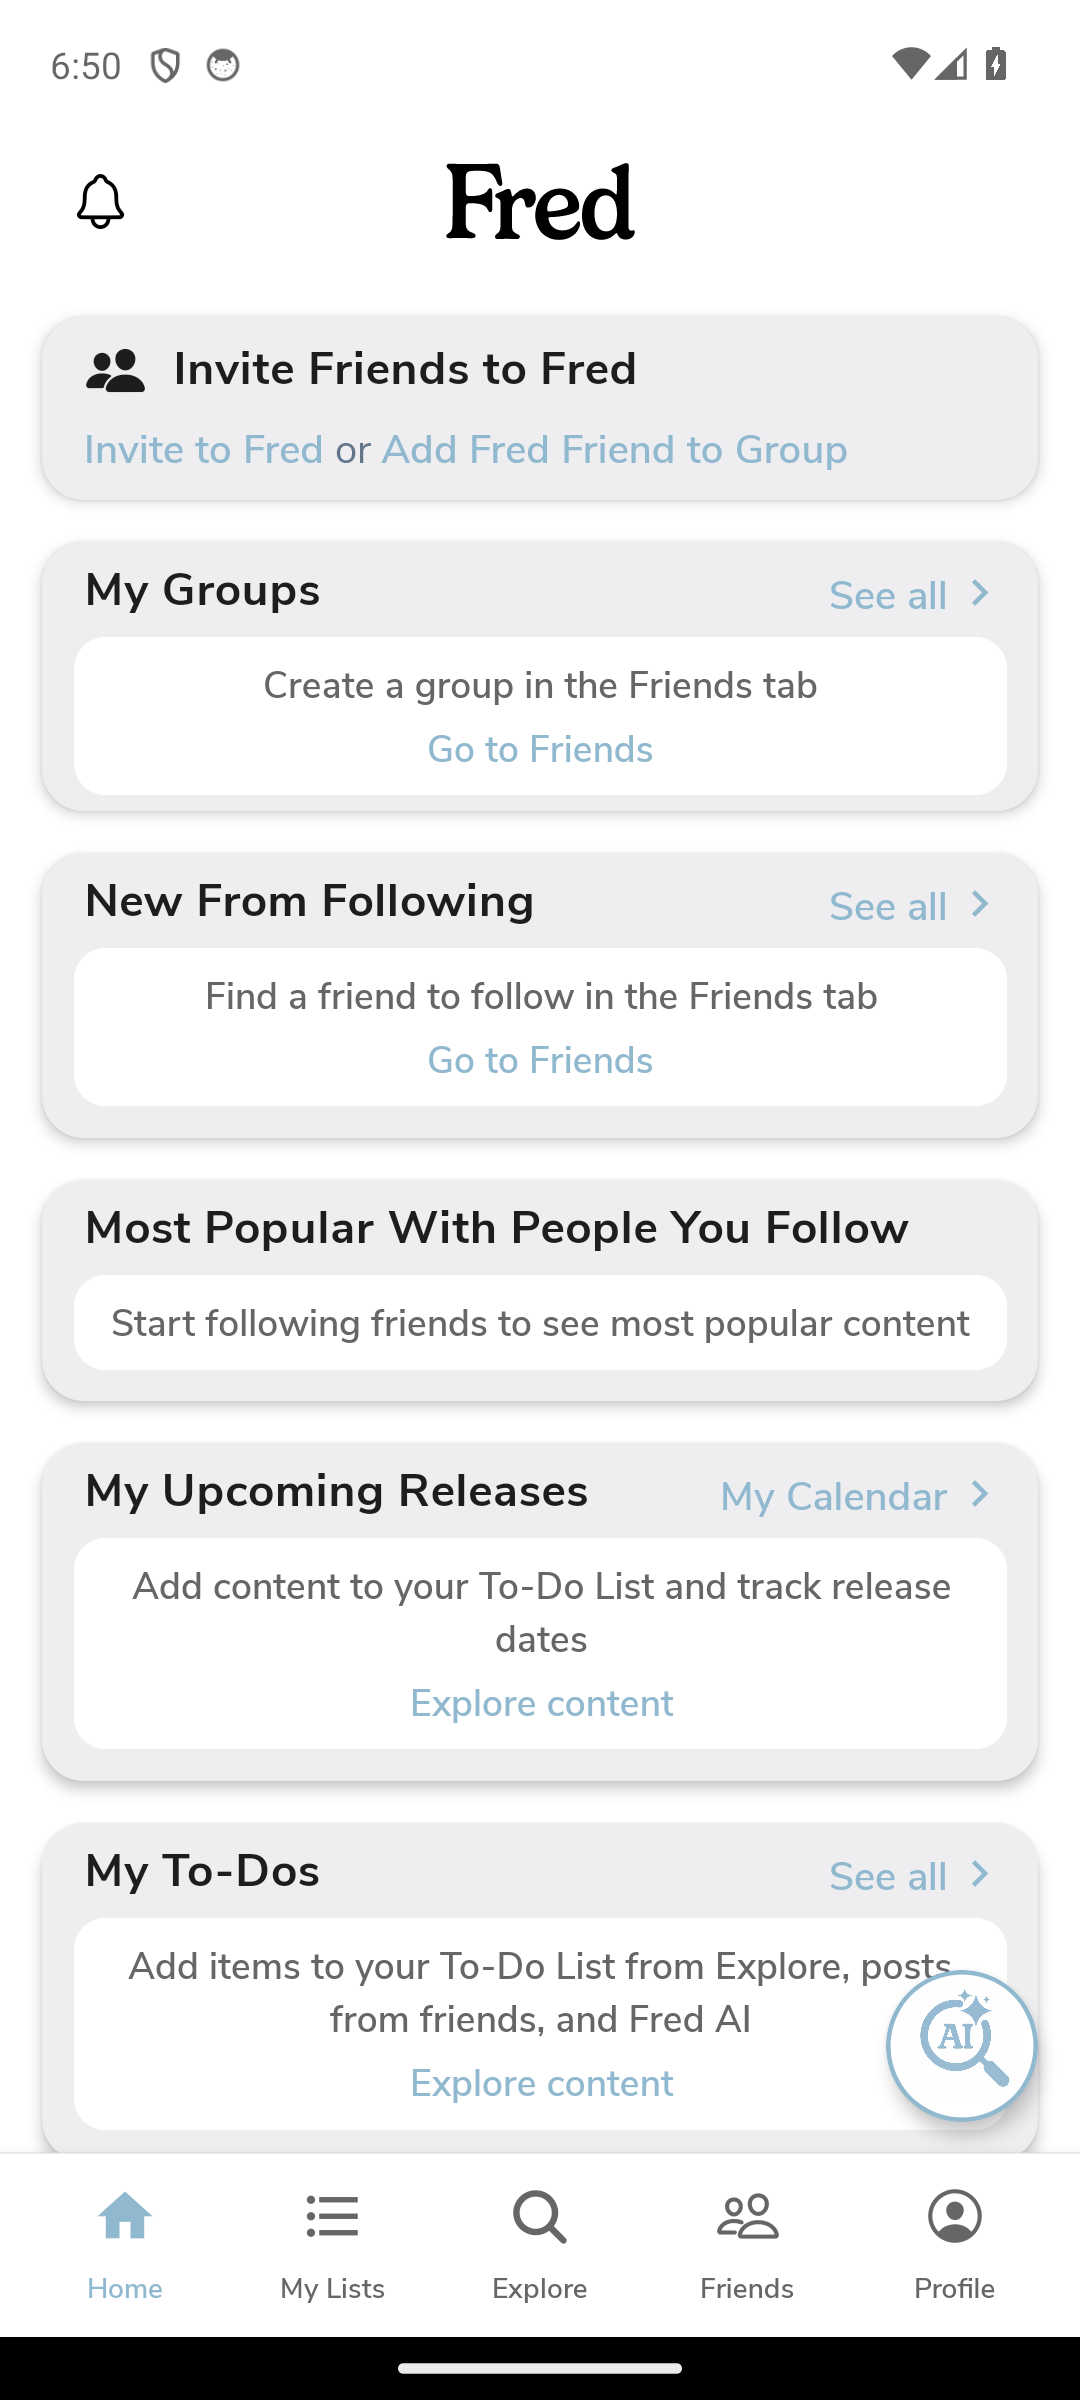 6:50
Fred
Invite Friends to Fred
Invite to Fred or Add Fred Friend to Group
My Groups
See all
Create a group in the Friends tab
Go to Friends
New From Following
See all
Find a friend to follow in the Friends tab
Go to Friends
Most Popular With People You Follow
Start following friends to see most popular content
My Upcoming Releases
My Calendar
Add content to your To-Do List and track release
dates
Explore content
My To-Dos
See all
Add items to your To-Do List from Explore, posts
from friends, and Fred AI
Explore content
AI
Home
My Lists
Explore
Friends
Profile